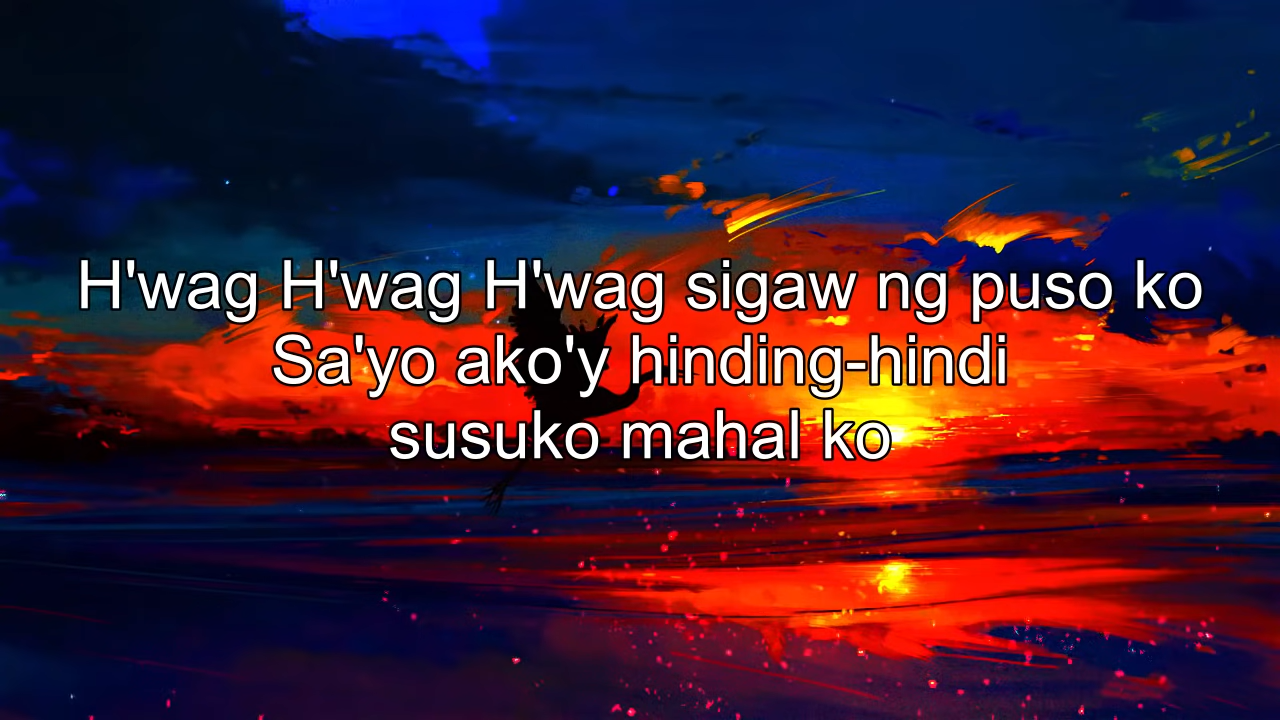 H'wag H'wag H'wag sigaw ng puso ko
Sa'yo ako'y hinding-hindi
susuko mahal ko